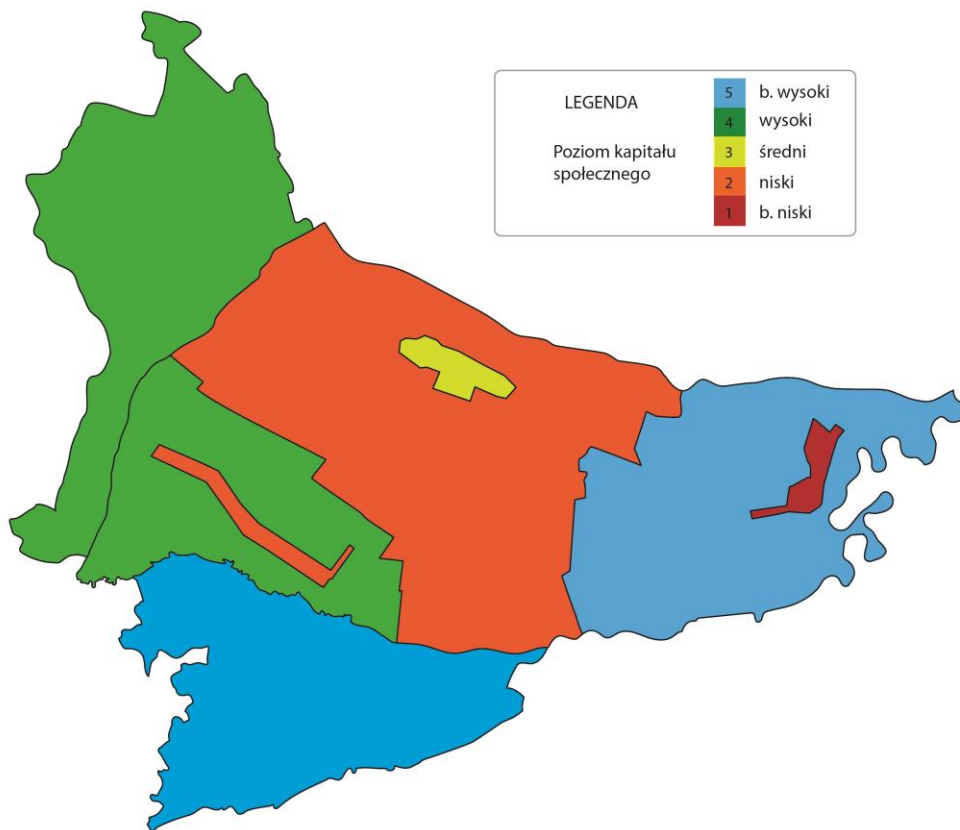 LEGENDA
Poziom kapitału
społecznego
5 b. wysoki
4 wysoki
3 średni
2 niski
1 b. niski